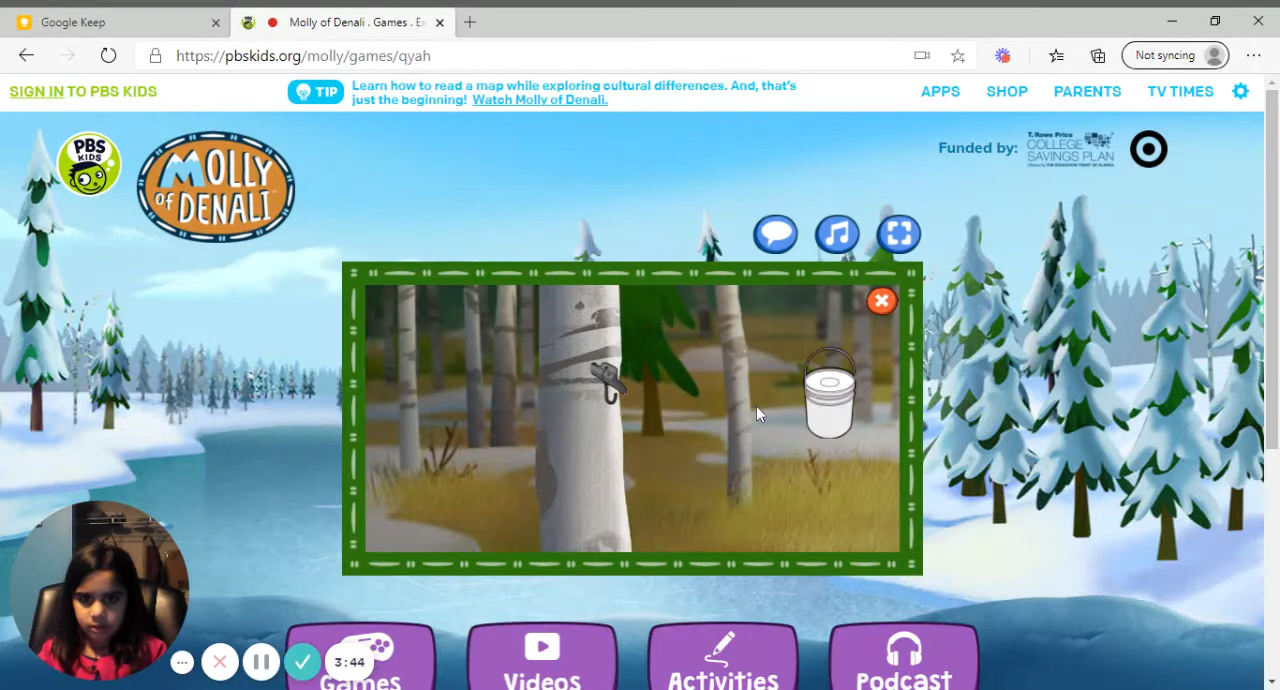 Google Keep
Molly of Denali . Games . E
https://pbskids.org/molly/games/qyah
Not syncing
SIGN IN TO PBS KIDS
TIP
Learn how to read a map while exploring cultural differences. And, that's
just the beginning! Watch Molly of Denali.
APPS
SHOP
PARENTS
TV TIMES
PBS
KIDS
MOLLY
OF DENALI
Funded by:
T. Rowe Price
COLLEGE
SAVINGS PLAN
3:44
Games
Videos
Activities
Podcast